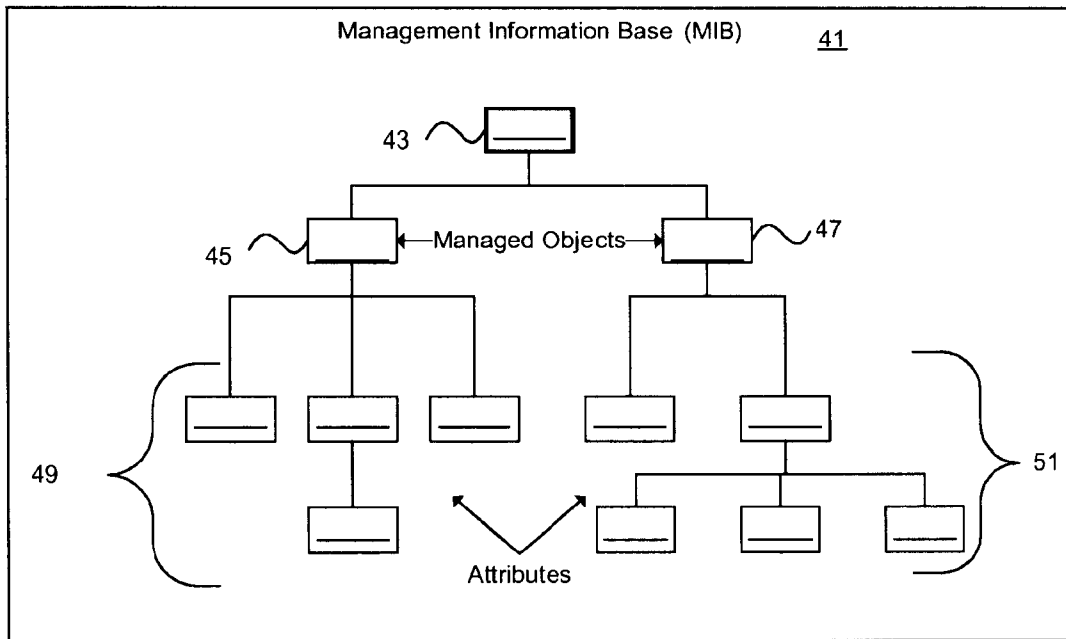 Management Information Base (MIB)
41
43
45
Managed Objects
47
49
51
Attributes